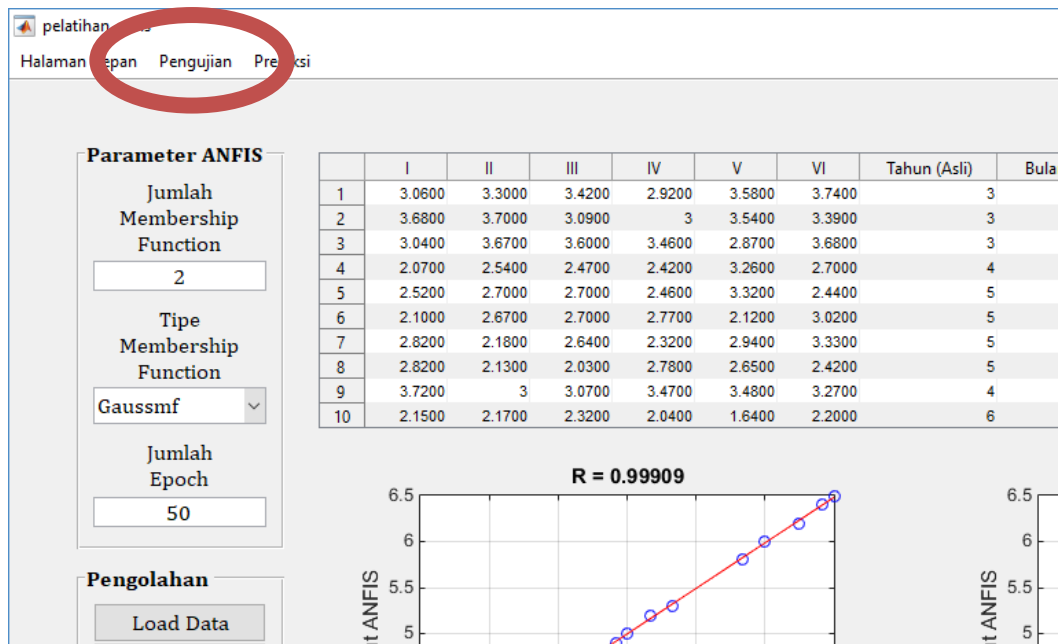 pelatihan
Halaman Pengujian
Parameter ANFIS
Jumlah
Membership
Function
2
Tipe
Membership
Function
Gaussmf
Jumlah
Epoch
50
Pengolahan
Load Data
I II III IV V VI Tahun (Asli)
1 3.0600 3.3000 3.4200 2.9200 3.5800 3.7400 3
2 3.6800 3.7000 3.0900 3 3.5400 3.3900 3
3 3.0400 3.6700 3.6000 3.4600 2.8700 3.6800 3
4 2.0700 2.5400 2.4700 2.4200 3.2600 2.7000 4
5 2.5200 2.7000 2.7000 2.4600 3.3200 2.4400 5
6 2.1000 2.6700 2.7000 2.7700 2.1200 3.0200 5
7 2.8200 2.1800 2.6400 2.3200 2.9400 3.3300 5
8 2.8200 2.1300 2.0300 2.7800 2.6500 2.4200 5
9 3.7200 3 3.0700 3.4700 3.4800 3.2700 4
10 2.1500 2.1700 2.3200 2.0400 1.6400 2.2000 6
R = 0.99909
6.5
6
5.5
5
ANFIS
6.5
6
5.5
5
ANFIS